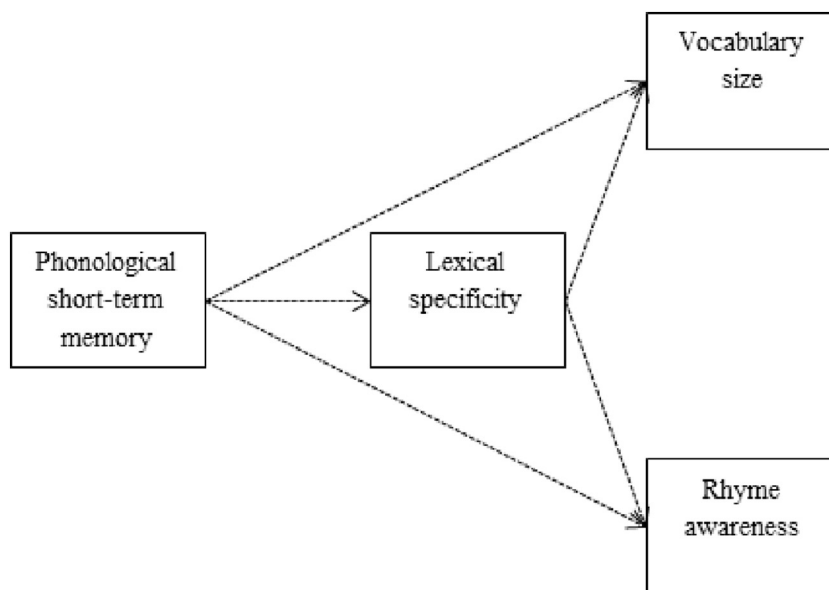 Vocabulary
size
Phonological
short-term
memory
Lexical
specificity
Rhyme
awareness